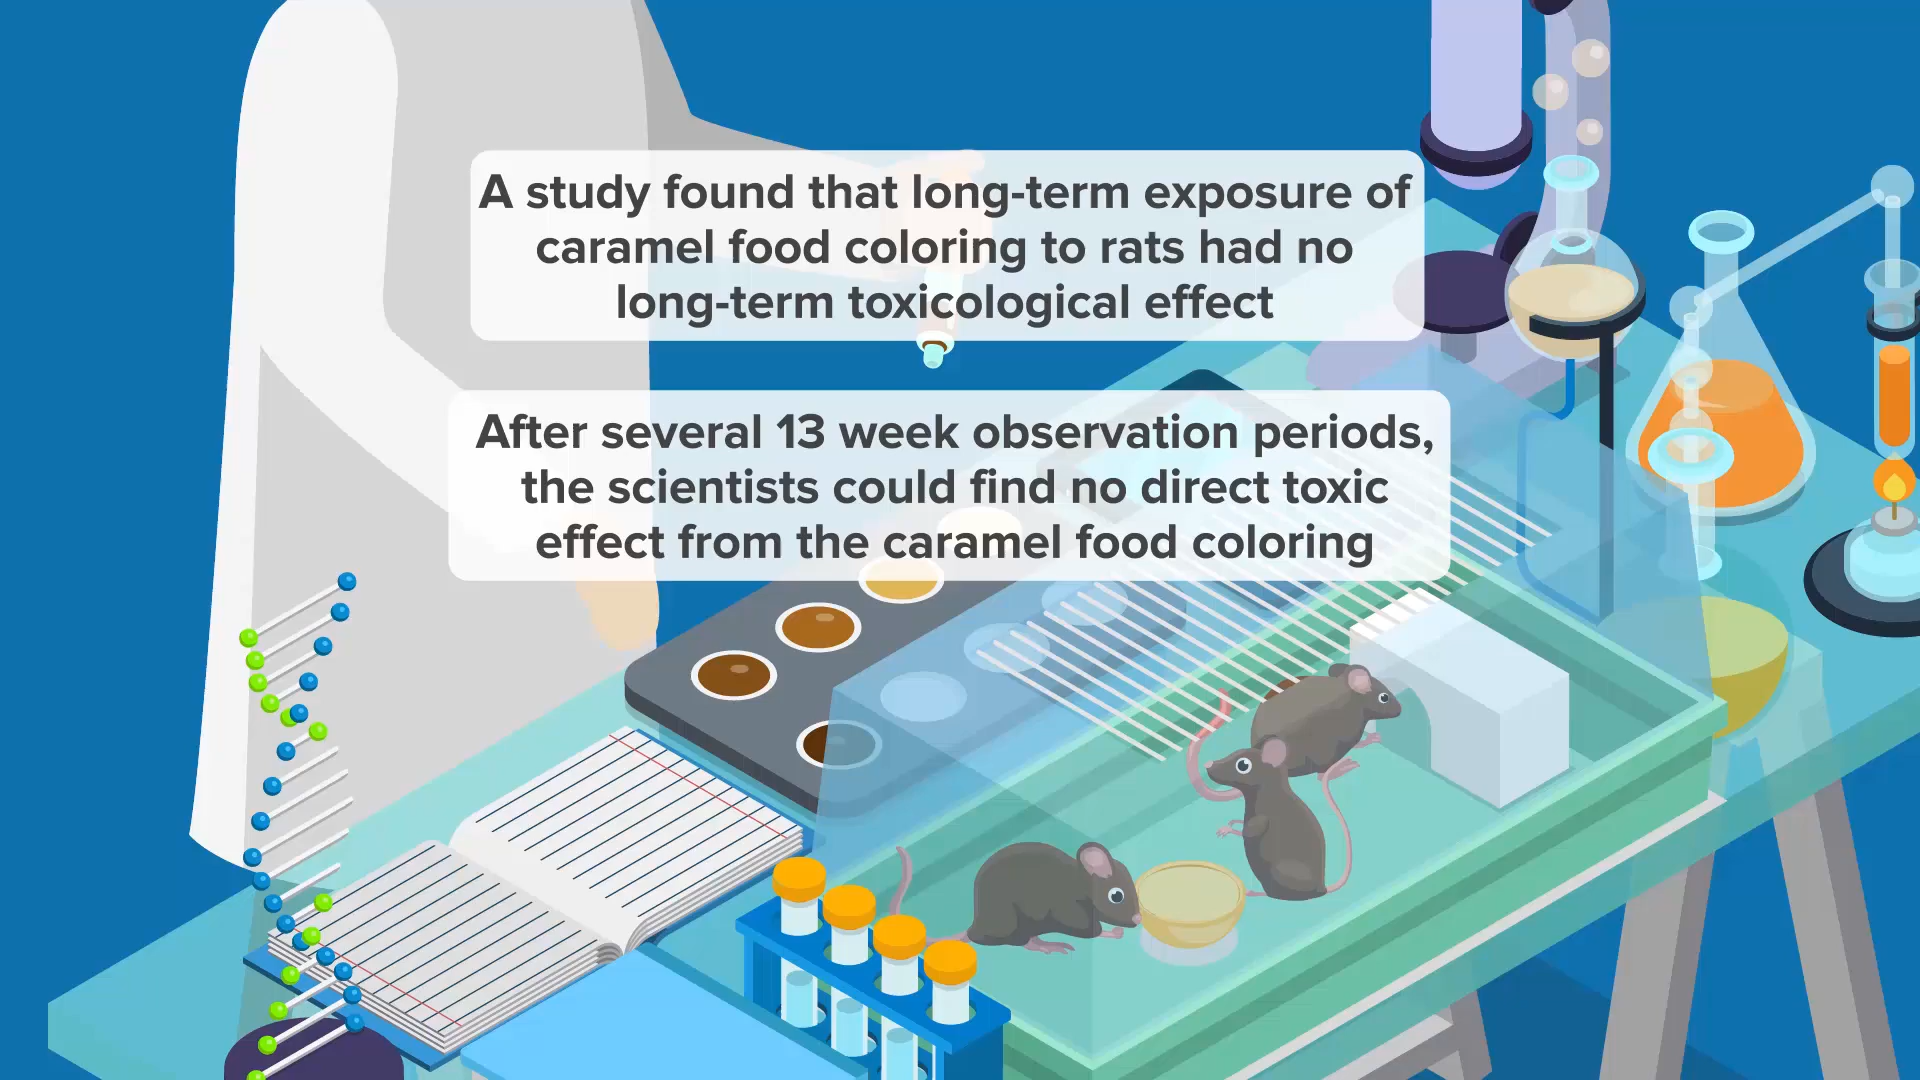 A study found that long-term exposure of
caramel food coloring to rats had no
long-term toxicological effect
After several 13 week observation periods,
the scientists could find no direct toxic
effect from the caramel food coloring